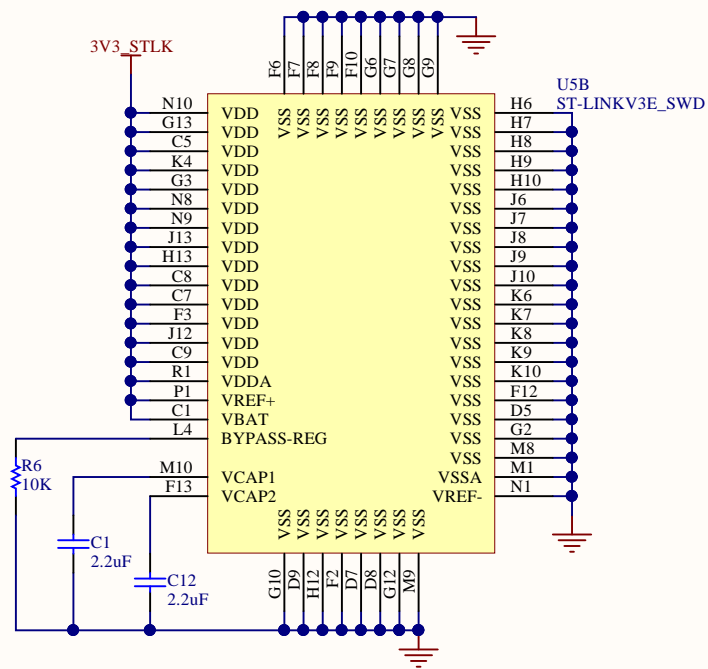 3V3_STLK
F6 F7 F8 F9 F10 G6 G7 G8 G9
VSS VSS VSS VSS VSS VSS VSS VSS VSS
U5B
ST-LINKV3E_SWD
N10 VDD VSS H6
G13 VDD VSS H7
C5 VDD VSS H8
K4 VDD VSS H9
G3 VDD VSS H10
N8 VDD VSS J6
N9 VDD VSS J7
J13 VDD VSS J8
H13 VDD VSS J9
C8 VDD VSS J10
C7 VDD VSS K6
F3 VDD VSS K7
J12 VDD VSS K8
C9 VDD VSS K9
R1 VDDA VSS K10
P1 VREF+ VSS F12
C1 VBAT VSS D5
L4 BYPASS-REG VSS G2
VSS M8
M10 VCAP1 VSSA M1
F13 VCAP2 VREF- N1
R6
10K
C1
2.2uF
C12
2.2uF
VSS VSS VSS VSS VSS VSS VSS VSS
G10 D9 H12 F2 D7 D8 G12 M9